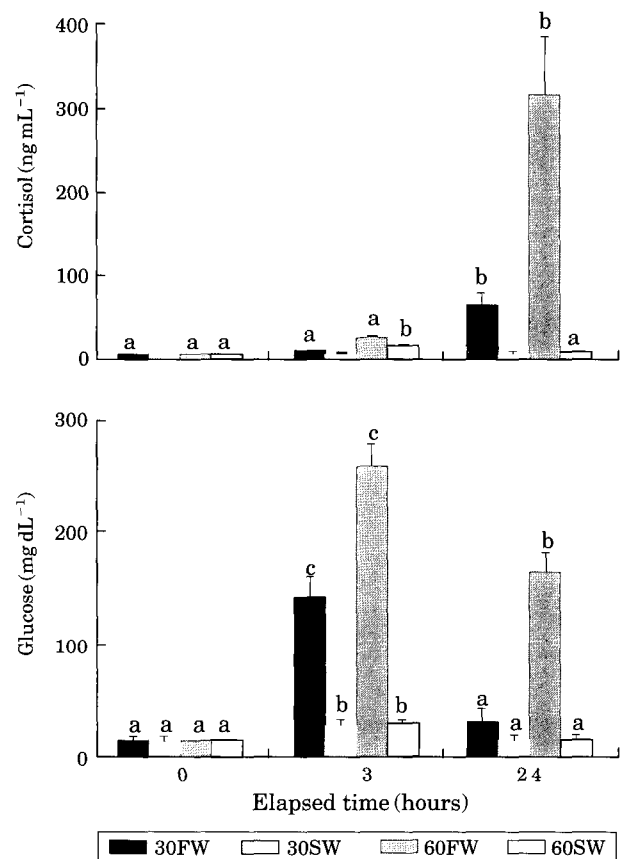 400
b
300
Cortisol (ng mL⁻¹)
200
100
b
a a a
a a b
a
0
300
c
Glucose (mg dL⁻¹)
200
b
c
100
b b
a a
a
a a a a
0
0 3 24
Elapsed time (hours)
30FW 30SW 60FW 60SW